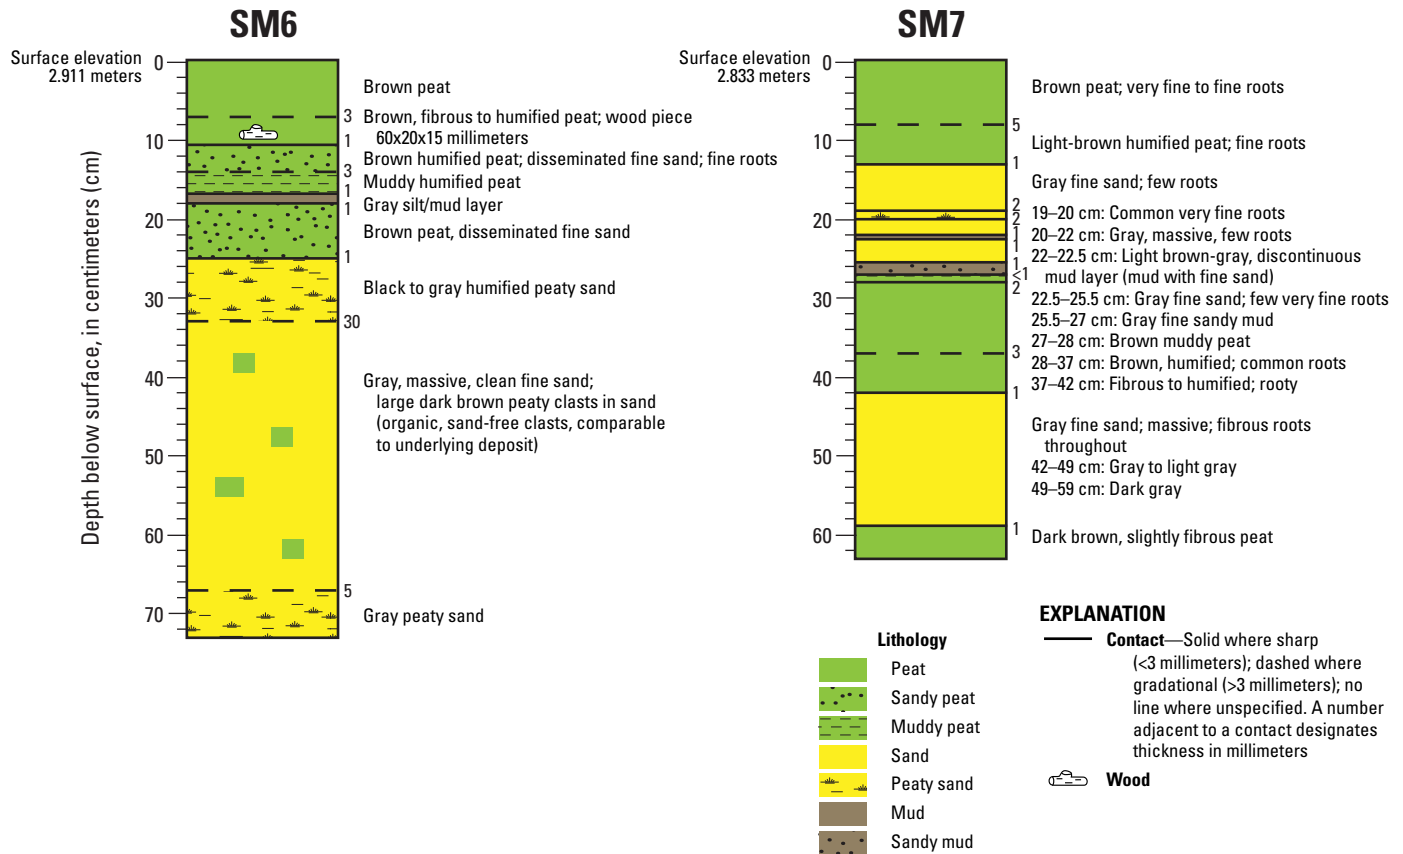 SM6
Surface elevation
2.911 meters
Depth below surface, in centimeters (cm)
0
10
20
30
40
50
60
70
3
1
3
1
1
1
30
5
Brown peat
Brown, fibrous to humified peat; wood piece
60x20x15 millimeters
Brown humified peat; disseminated fine sand; fine roots
Muddy humified peat
Gray silt/mud layer
Brown peat, disseminated fine sand
Black to gray humified peaty sand
Gray, massive, clean fine sand;
large dark brown peaty clasts in sand
(organic, sand-free clasts, comparable
to underlying deposit)
Gray peaty sand
SM7
Surface elevation
2.833 meters
0
10
20
30
40
50
60
5
1
2
2
1
1
1
<1
2
3
1
1
Brown peat; very fine to fine roots
Light-brown humified peat; fine roots
Gray fine sand; few roots
19–20 cm: Common very fine roots
20–22 cm: Gray, massive, few roots
22–22.5 cm: Light brown-gray, discontinuous
mud layer (mud with fine sand)
22.5–25.5 cm: Gray fine sand; few very fine roots
25.5–27 cm: Gray fine sandy mud
27–28 cm: Brown muddy peat
28–37 cm: Brown, humified; common roots
37–42 cm: Fibrous to humified; rooty
Gray fine sand; massive; fibrous roots
throughout
42–49 cm: Gray to light gray
49–59 cm: Dark gray
Dark brown, slightly fibrous peat
EXPLANATION
Lithology
Peat
Sandy peat
Muddy peat
Sand
Peaty sand
Mud
Sandy mud
Contact—Solid where sharp
(<3 millimeters); dashed where
gradational (>3 millimeters); no
line where unspecified. A number
adjacent to a contact designates
thickness in millimeters
Wood